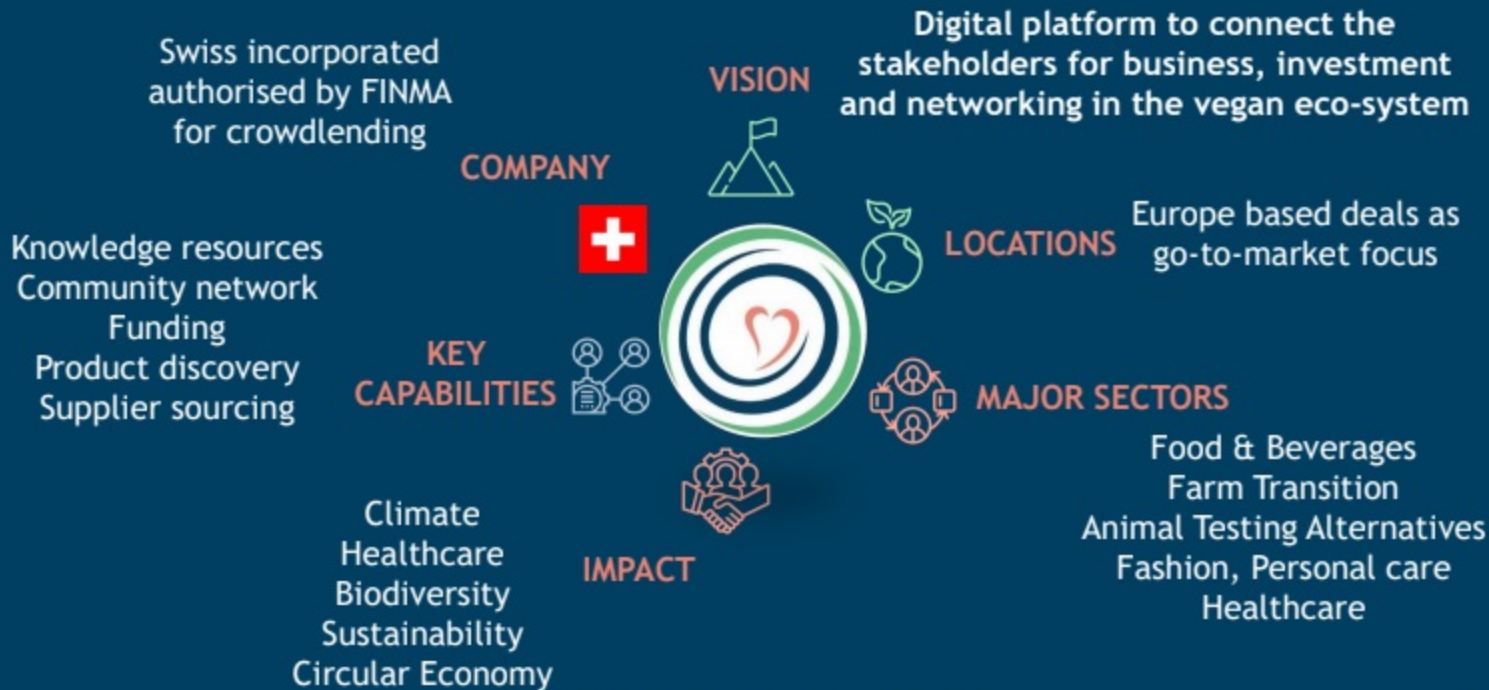 Swiss incorporated
authorised by FINMA
for crowdlending
COMPANY
VISION
Digital platform to connect the
stakeholders for business, investment
and networking in the vegan eco-system
LOCATIONS
Europe based deals as
go-to-market focus
Knowledge resources
Community network
Funding
Product discovery
Supplier sourcing
KEY
CAPABILITIES
MAJOR SECTORS
Food & Beverages
Farm Transition
Animal Testing Alternatives
Fashion, Personal care
Healthcare
Climate
Healthcare
Biodiversity
Sustainability
Circular Economy
IMPACT